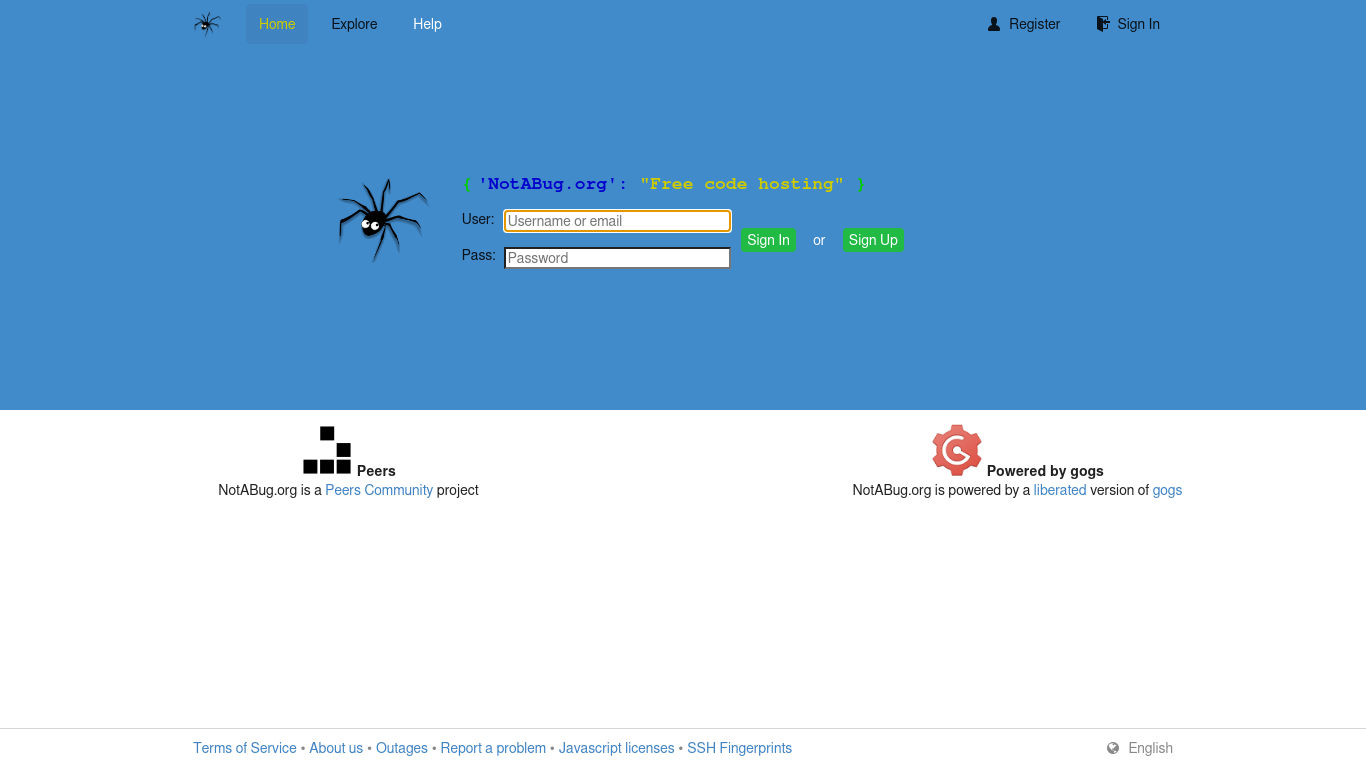 Home Explore Help Register Sign In
{ 'NotABug.org': "Free code hosting" }
User: Username or email
Sign In or Sign Up
Pass: Password
Peers
NotABug.org is a Peers Community project
Powered by gogs
NotABug.org is powered by a liberated version of gogs
Terms of Service • About us • Outages • Report a problem • Javascript licenses • SSH Fingerprints English